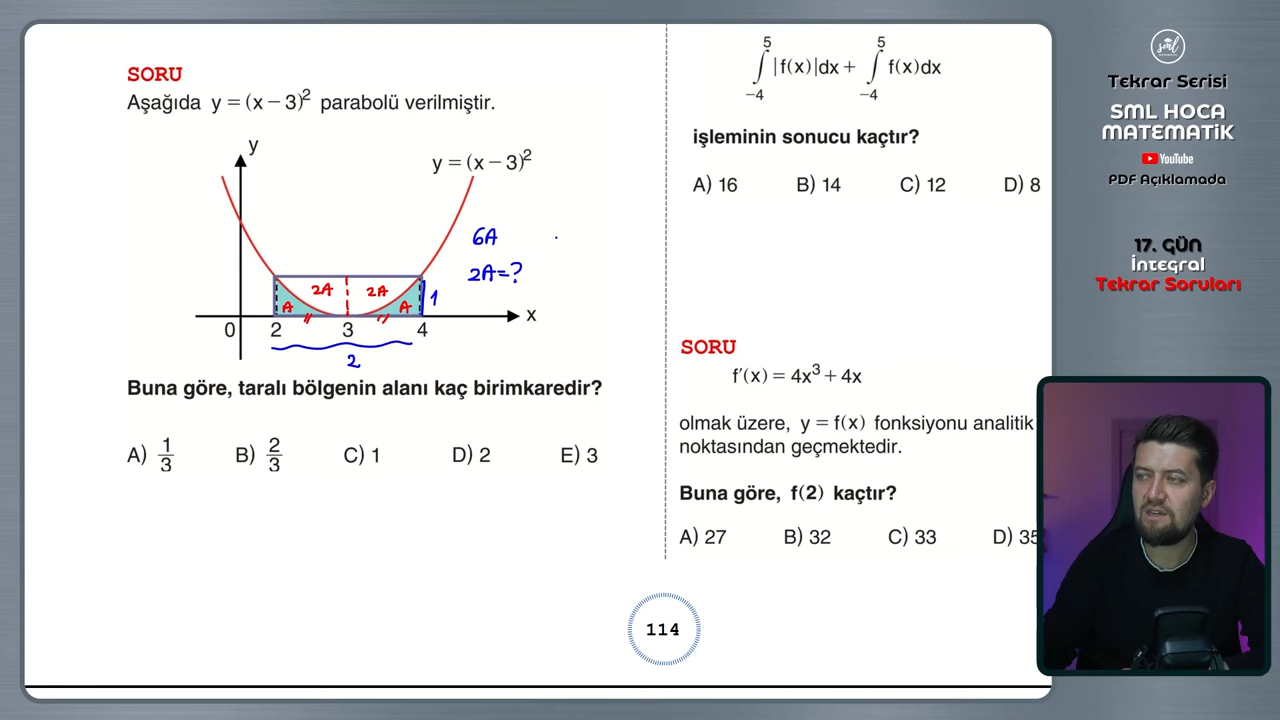 SORU
Aşağıda y = (x − 3)² parabolü verilmiştir.
y
y = (x − 3)²
6A
2A=?
2A
2A
A
A
1
x
0
2
3
4
2
Buna göre, taralı bölgenin alanı kaç birimkaredir?
A) 1/3 B) 2/3 C) 1 D) 2 E) 3
5 5
∫ |f(x)|dx + ∫ f(x)dx
−4 −4
işleminin sonucu kaçtır?
A) 16 B) 14 C) 12 D) 8
SORU
f′(x) = 4x³ + 4x
olmak üzere, y = f(x) fonksiyonu analitik
noktasından geçmektedir.
Buna göre, f(2) kaçtır?
A) 27 B) 32 C) 33 D) 35
114
sml
Tekrar Serisi
SML HOCA
MATEMATİK
YouTube
PDF Açıklamada
17. GÜN
İntegral
Tekrar Soruları